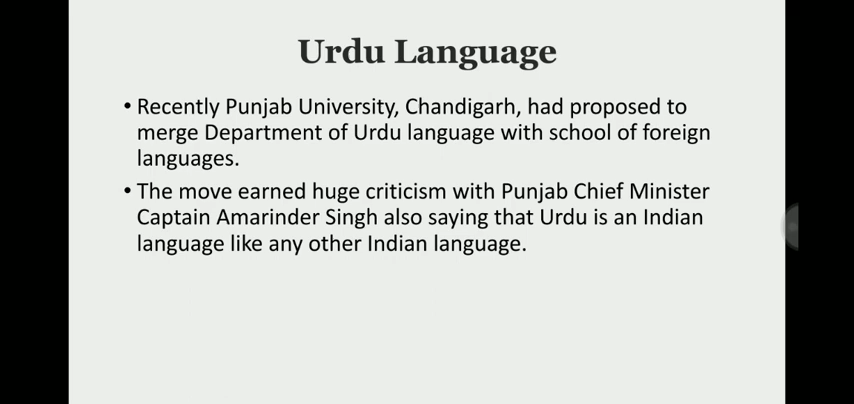 Urdu Language
• Recently Punjab University, Chandigarh, had proposed to
merge Department of Urdu language with school of foreign
languages.
• The move earned huge criticism with Punjab Chief Minister
Captain Amarinder Singh also saying that Urdu is an Indian
language like any other Indian language.